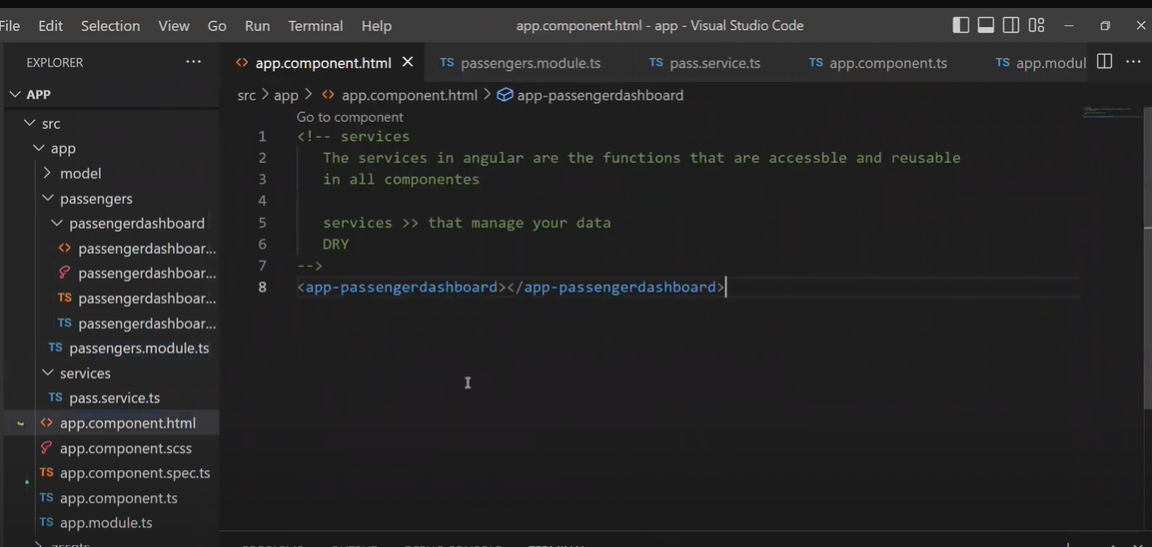 File Edit Selection View Go Run Terminal Help
app.component.html - app - Visual Studio Code
EXPLORER ···
app.component.html
TS passengers.module.ts
TS pass.service.ts
TS app.component.ts
TS app.modul
APP
src > app > app.component.html > app-passengerdashboard
src
app
model
passengers
passengerdashboard
passengerdashboar...
passengerdashboar...
TS passengerdashboar...
TS passengerdashboar...
TS passengers.module.ts
services
TS pass.service.ts
app.component.html
app.component.scss
TS app.component.spec.ts
TS app.component.ts
TS app.module.ts
Go to component
1 <!-- services
2 The services in angular are the functions that are accessble and reusable
3 in all componentes
4
5 services >> that manage your data
6 DRY
7 -->
8 <app-passengerdashboard></app-passengerdashboard>